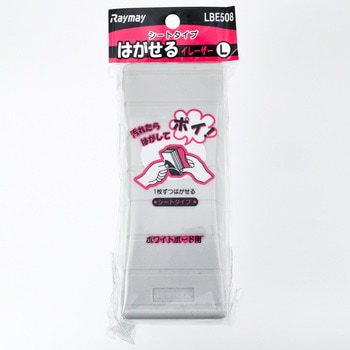 Raymay LBE508
シートタイプ
はがせる イレーザー L
汚れたら
はがして
ポイ!
1枚ずつはがせる
シートタイプ
ホワイトボード用